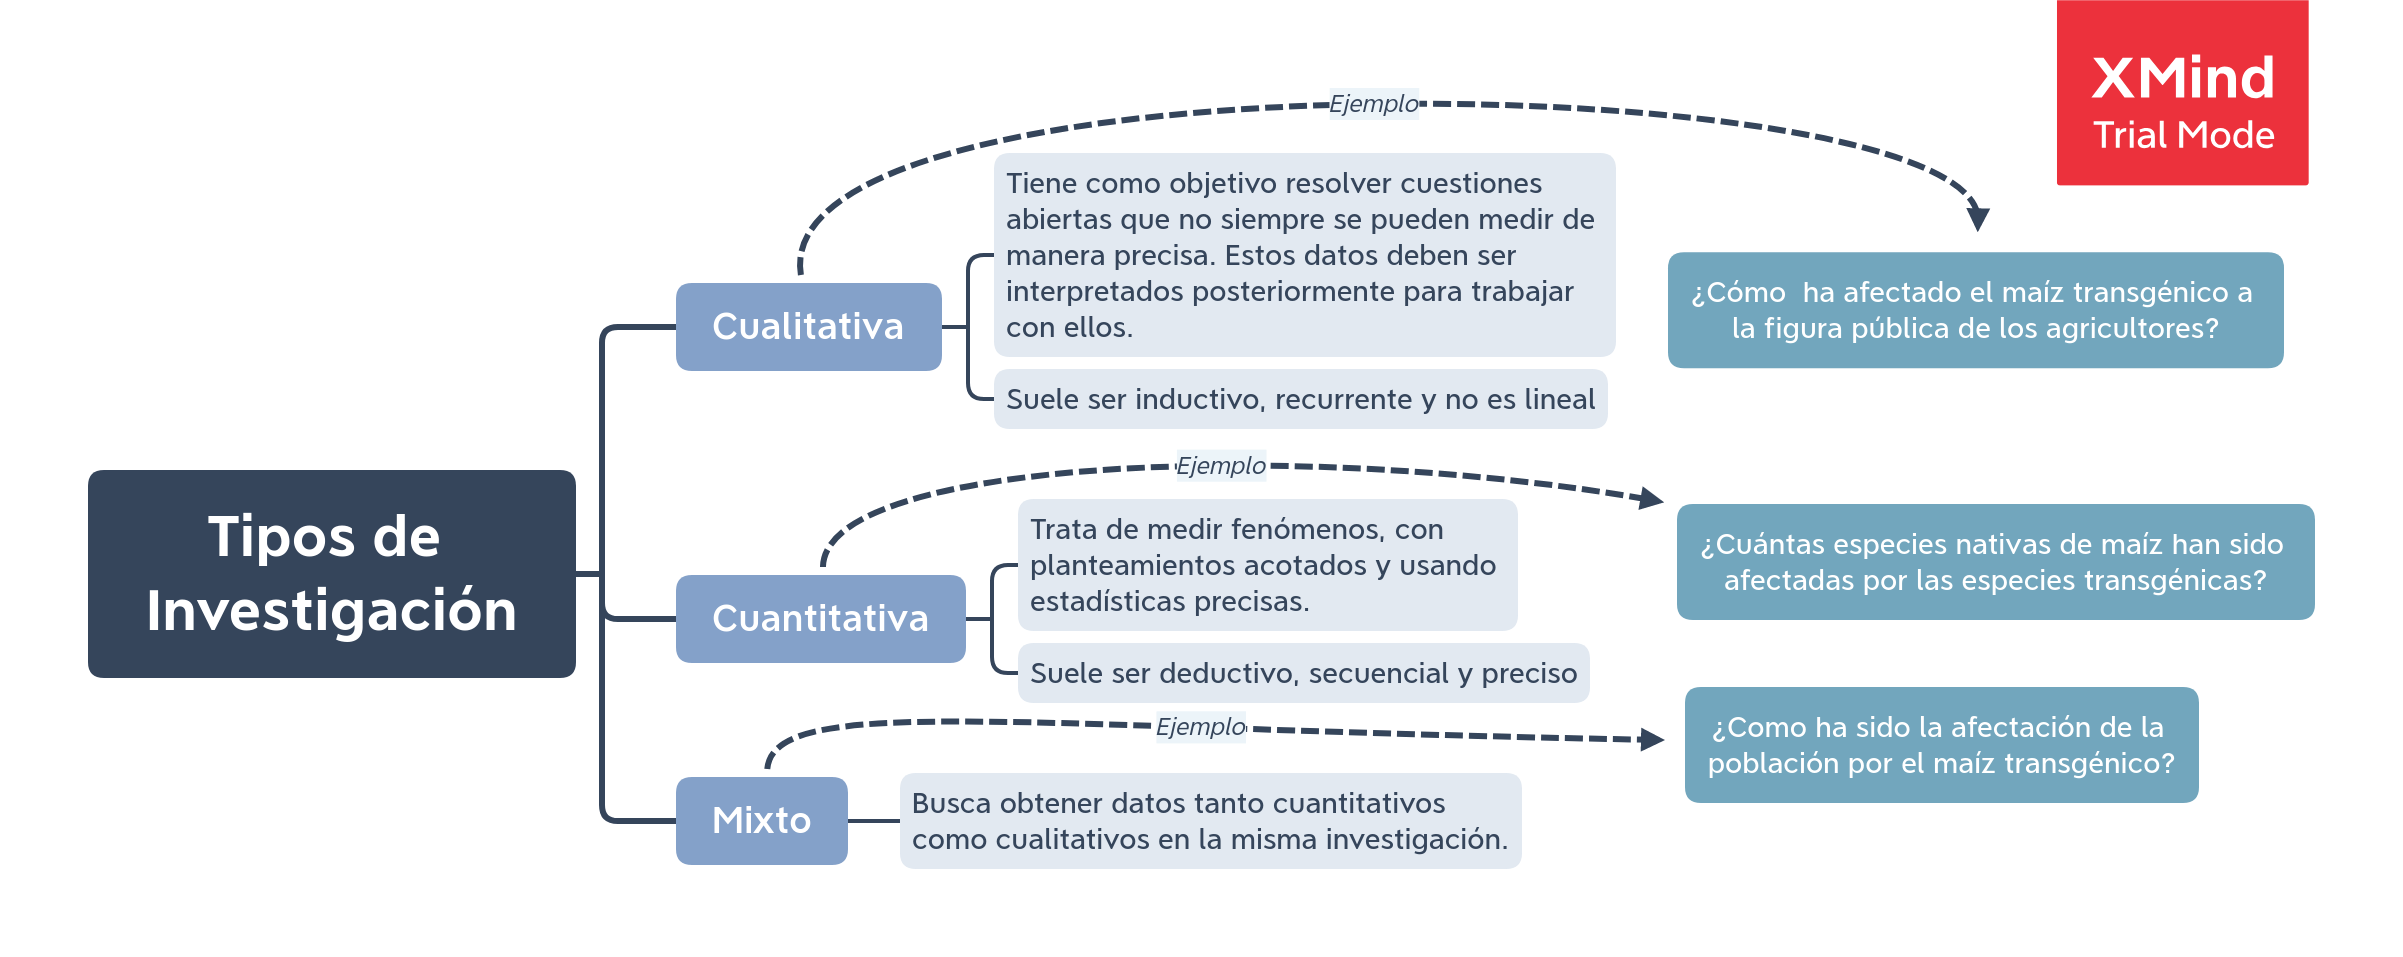 XMind
Trial Mode
Ejemplo
Tiene como objetivo resolver cuestiones
abiertas que no siempre se pueden medir de
manera precisa. Estos datos deben ser
interpretados posteriormente para trabajar
con ellos.
Cualitativa
Suele ser inductivo, recurrente y no es lineal
¿Cómo  ha afectado el maíz transgénico a
la figura pública de los agricultores?
Ejemplo
Tipos de
Investigación
Trata de medir fenómenos, con
planteamientos acotados y usando
estadísticas precisas.
Cuantitativa
Suele ser deductivo, secuencial y preciso
¿Cuántas especies nativas de maíz han sido
afectadas por las especies transgénicas?
Ejemplo
¿Como ha sido la afectación de la
población por el maíz transgénico?
Mixto
Busca obtener datos tanto cuantitativos
como cualitativos en la misma investigación.